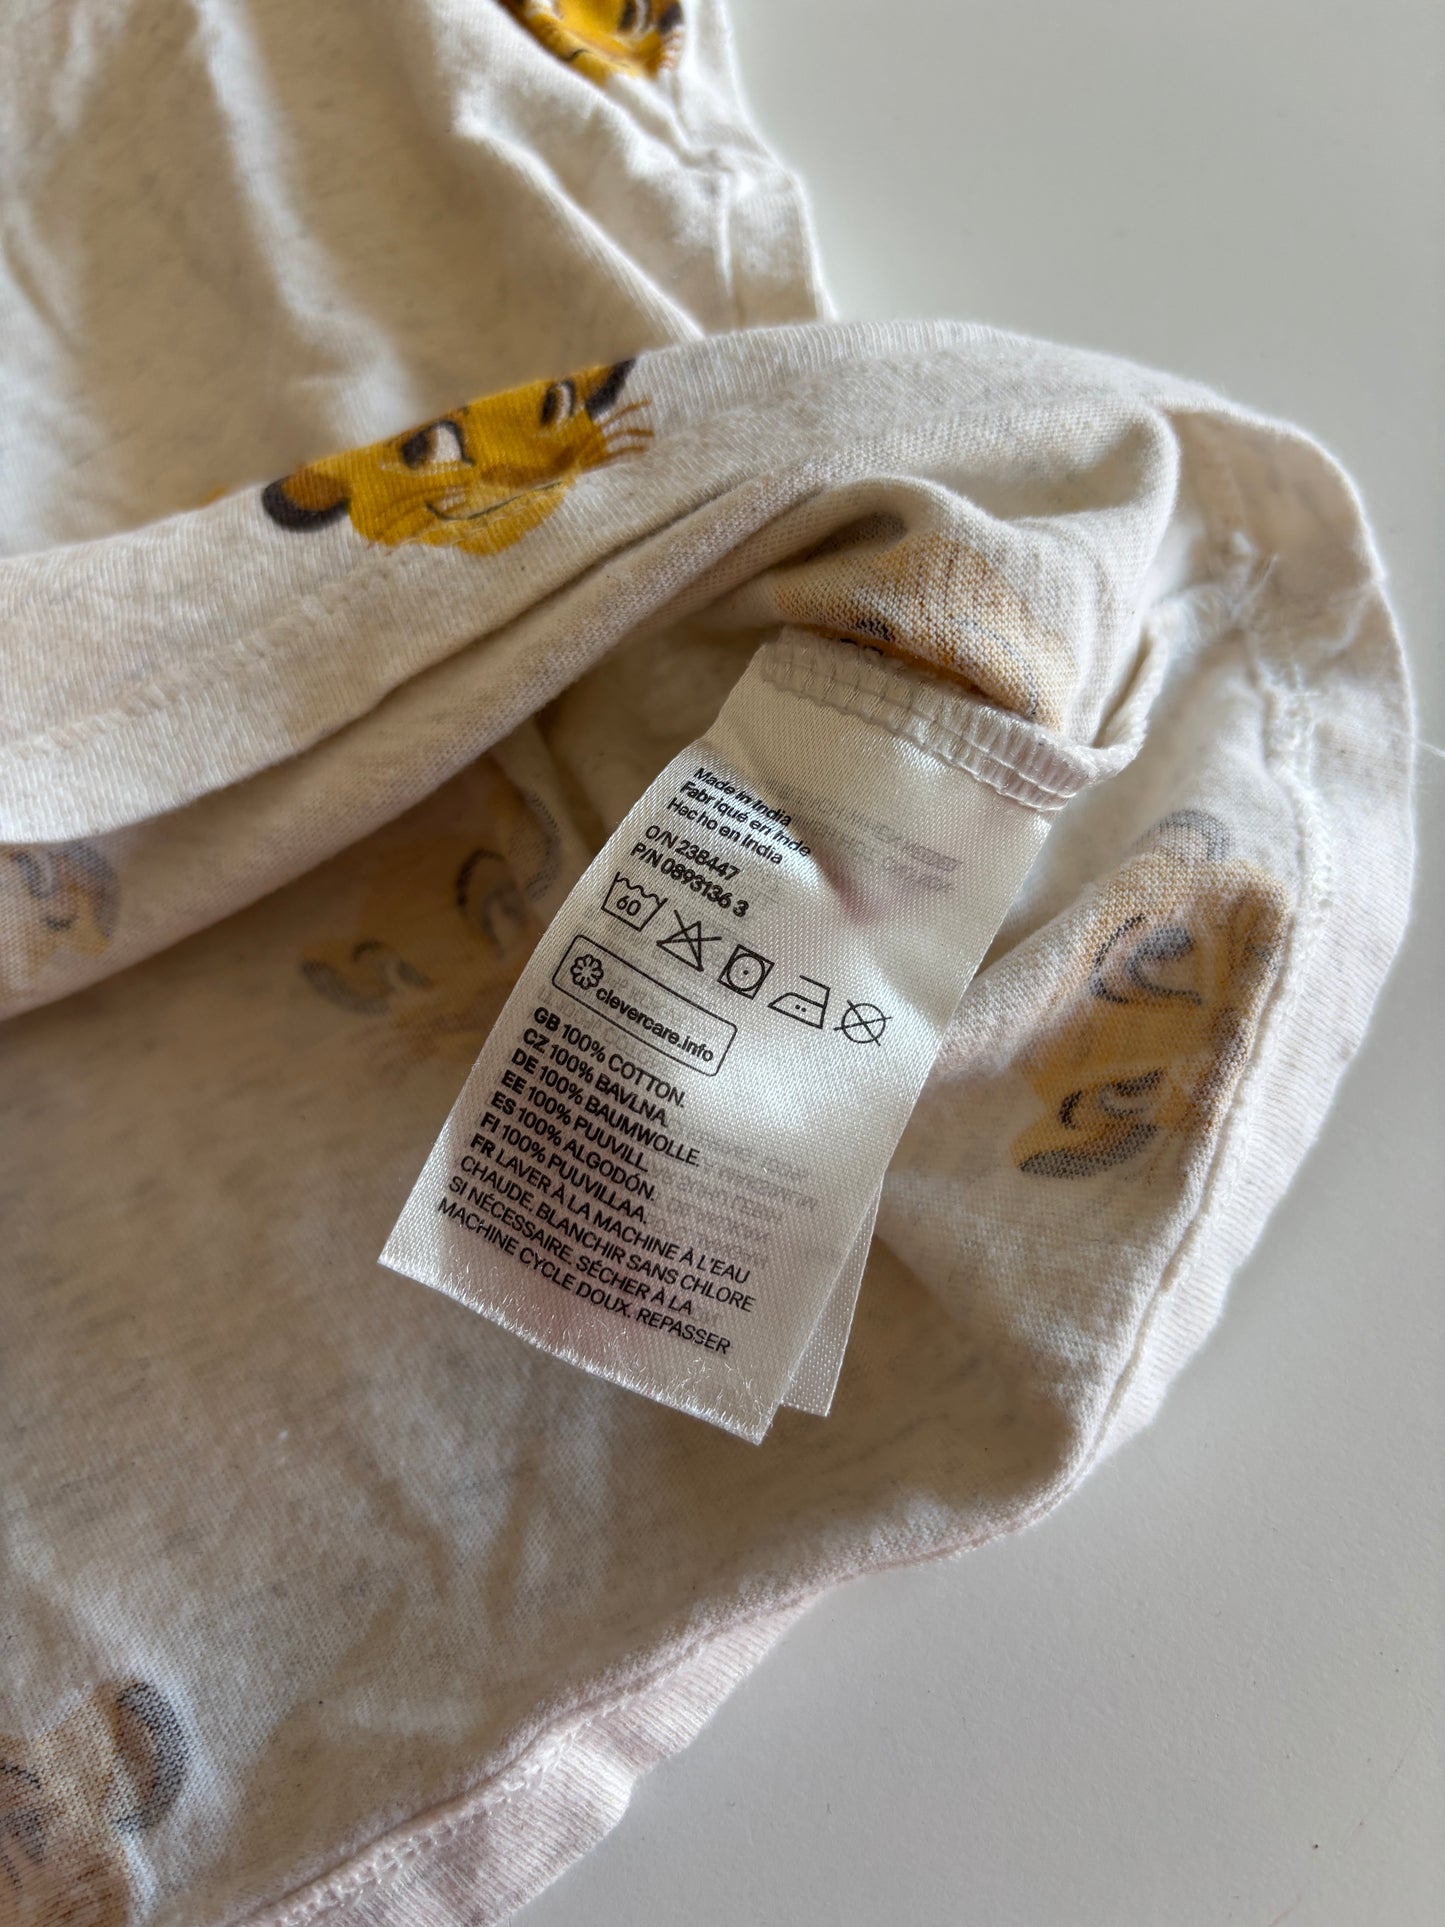 Made in India
Fabriqué en Inde
Hecho en India
O/N 238447
P/N 0893136 3
60
clevercare.info
GB 100% COTTON.
CZ 100% BAVLNA.
DE 100% BAUMWOLLE.
EE 100% PUUVILL.
ES 100% ALGODÓN.
FI 100% PUUVILLAA.
FR LAVER À LA MACHINE À L'EAU
CHAUDE. BLANCHIR SANS CHLORE
SI NÉCESSAIRE. SÉCHER À LA
MACHINE CYCLE DOUX. REPASSER